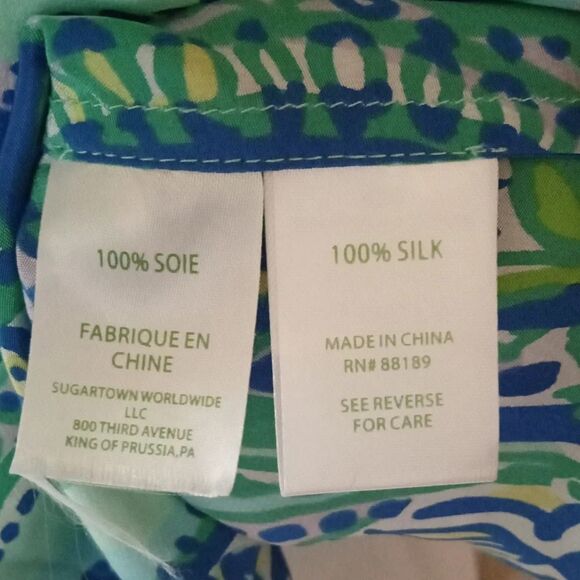 100% SOIE
FABRIQUE EN
CHINE
SUGARTOWN WORLDWIDE
LLC
800 THIRD AVENUE
KING OF PRUSSIA,PA
100% SILK
MADE IN CHINA
RN# 88189
SEE REVERSE
FOR CARE